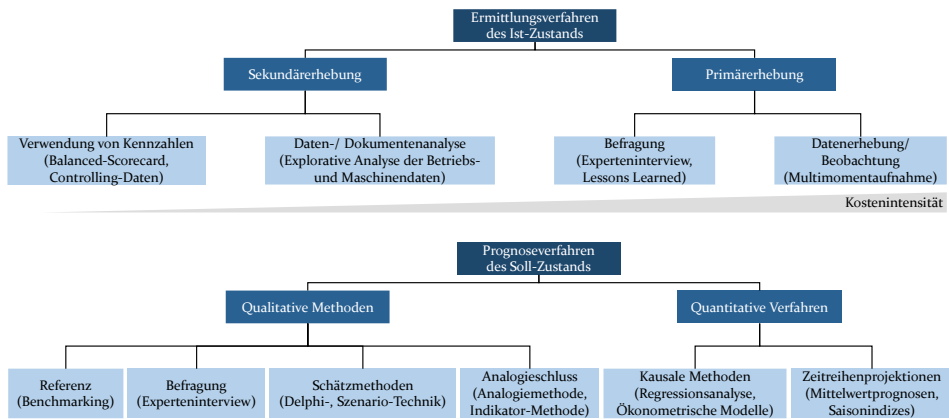 Ermittlungsverfahren
des Ist-Zustands
Sekundärerhebung
Primärerhebung
Verwendung von Kennzahlen
(Balanced-Scorecard,
Controlling-Daten)
Daten-/ Dokumentenanalyse
(Explorative Analyse der Betriebs-
und Maschinendaten)
Befragung
(Experteninterview,
Lessons Learned)
Datenerhebung/
Beobachtung
(Multimomentaufnahme)
Kostenintensität
Prognoseverfahren
des Soll-Zustands
Qualitative Methoden
Quantitative Verfahren
Referenz
(Benchmarking)
Befragung
(Experteninterview)
Schätzmethoden
(Delphi-, Szenario-Technik)
Analogieschluss
(Analogiemethode,
Indikator-Methode)
Kausale Methoden
(Regressionsanalyse,
Ökonometrische Modelle)
Zeitreihenprojektionen
(Mittelwertprognosen,
Saisonindizes)